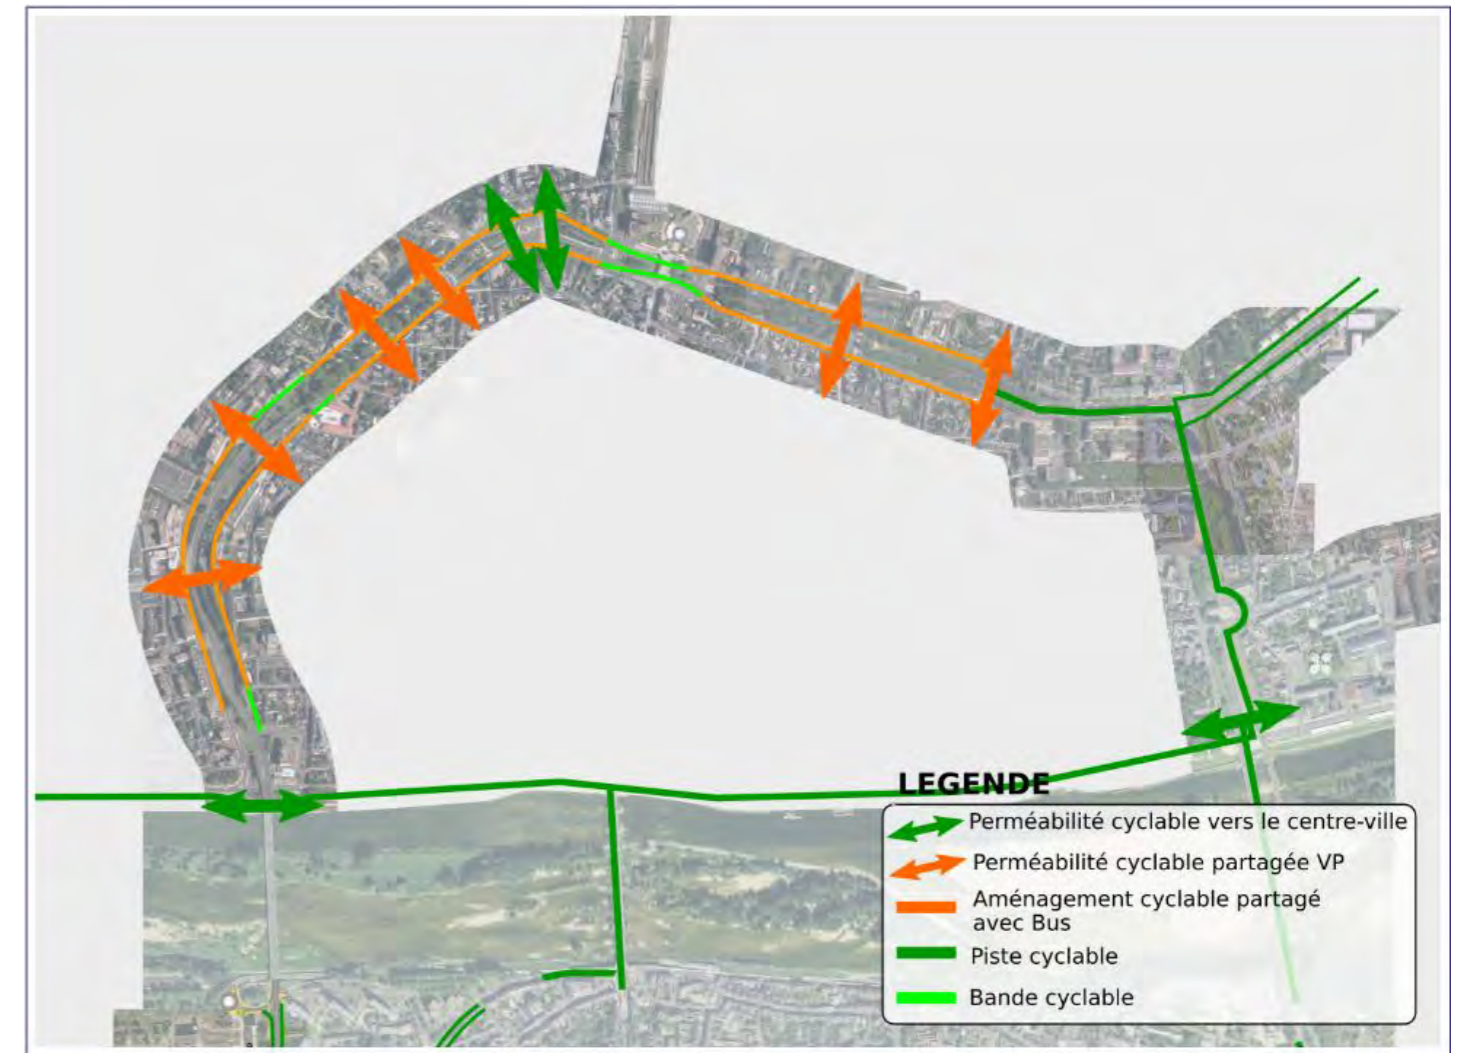 LEGENDE
Perméabilité cyclable vers le centre-ville
Perméabilité cyclable partagée VP
Aménagement cyclable partagé
avec Bus
Piste cyclable
Bande cyclable